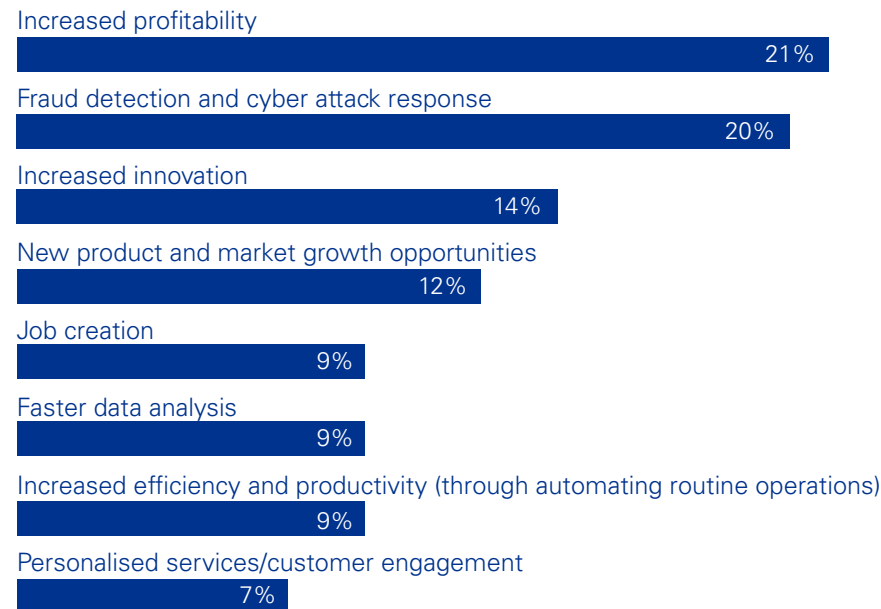 Increased profitability
21%
Fraud detection and cyber attack response
20%
Increased innovation
14%
New product and market growth opportunities
12%
Job creation
9%
Faster data analysis
9%
Increased efficiency and productivity (through automating routine operations)
9%
Personalised services/customer engagement
7%